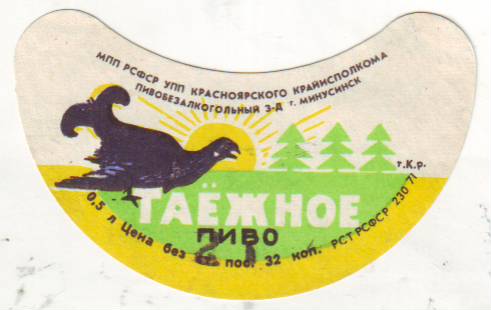 МПП РСФСР УПП КРАСНОЯРСКОГО КРАЙИСПОЛКОМА
ПИВОБЕЗАЛКОГОЛЬНЫЙ З-Д г. МИНУСИНСК
т.К.р.
ТАЁЖНОЕ
ПИВО
0,5 л Цена без пос. 32 коп. РСТ РСФСР 230 71